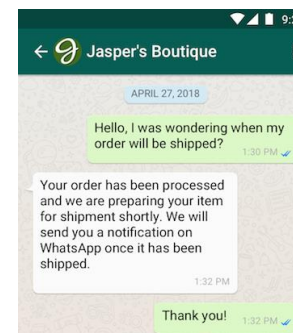 Jasper's Boutique
APRIL 27, 2018
Hello, I was wondering when my
order will be shipped?
1:30 PM
Your order has been processed
and we are preparing your item
for shipment shortly. We will
send you a notification on
WhatsApp once it has been
shipped.
1:32 PM
Thank you!
1:32 PM